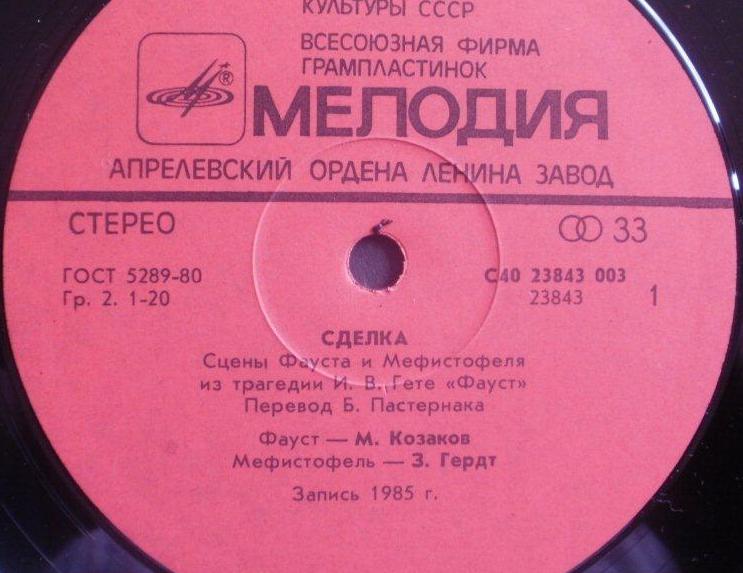 КУЛЬТУРЫ СССР
ВСЕСОЮЗНАЯ ФИРМА
ГРАМПЛАСТИНОК
®
МЕЛОДИЯ
АПРЕЛЕВСКИЙ ОРДЕНА ЛЕНИНА ЗАВОД
СТЕРЕО
33
ГОСТ 5289-80
С40 23843 003
Гр. 2. 1-20
23843
1
СДЕЛКА
Сцены Фауста и Мефистофеля
из трагедии И. В. Гете «Фауст»
Перевод Б. Пастернака
Фауст — М. Козаков
Мефистофель — З. Гердт
Запись 1985 г.